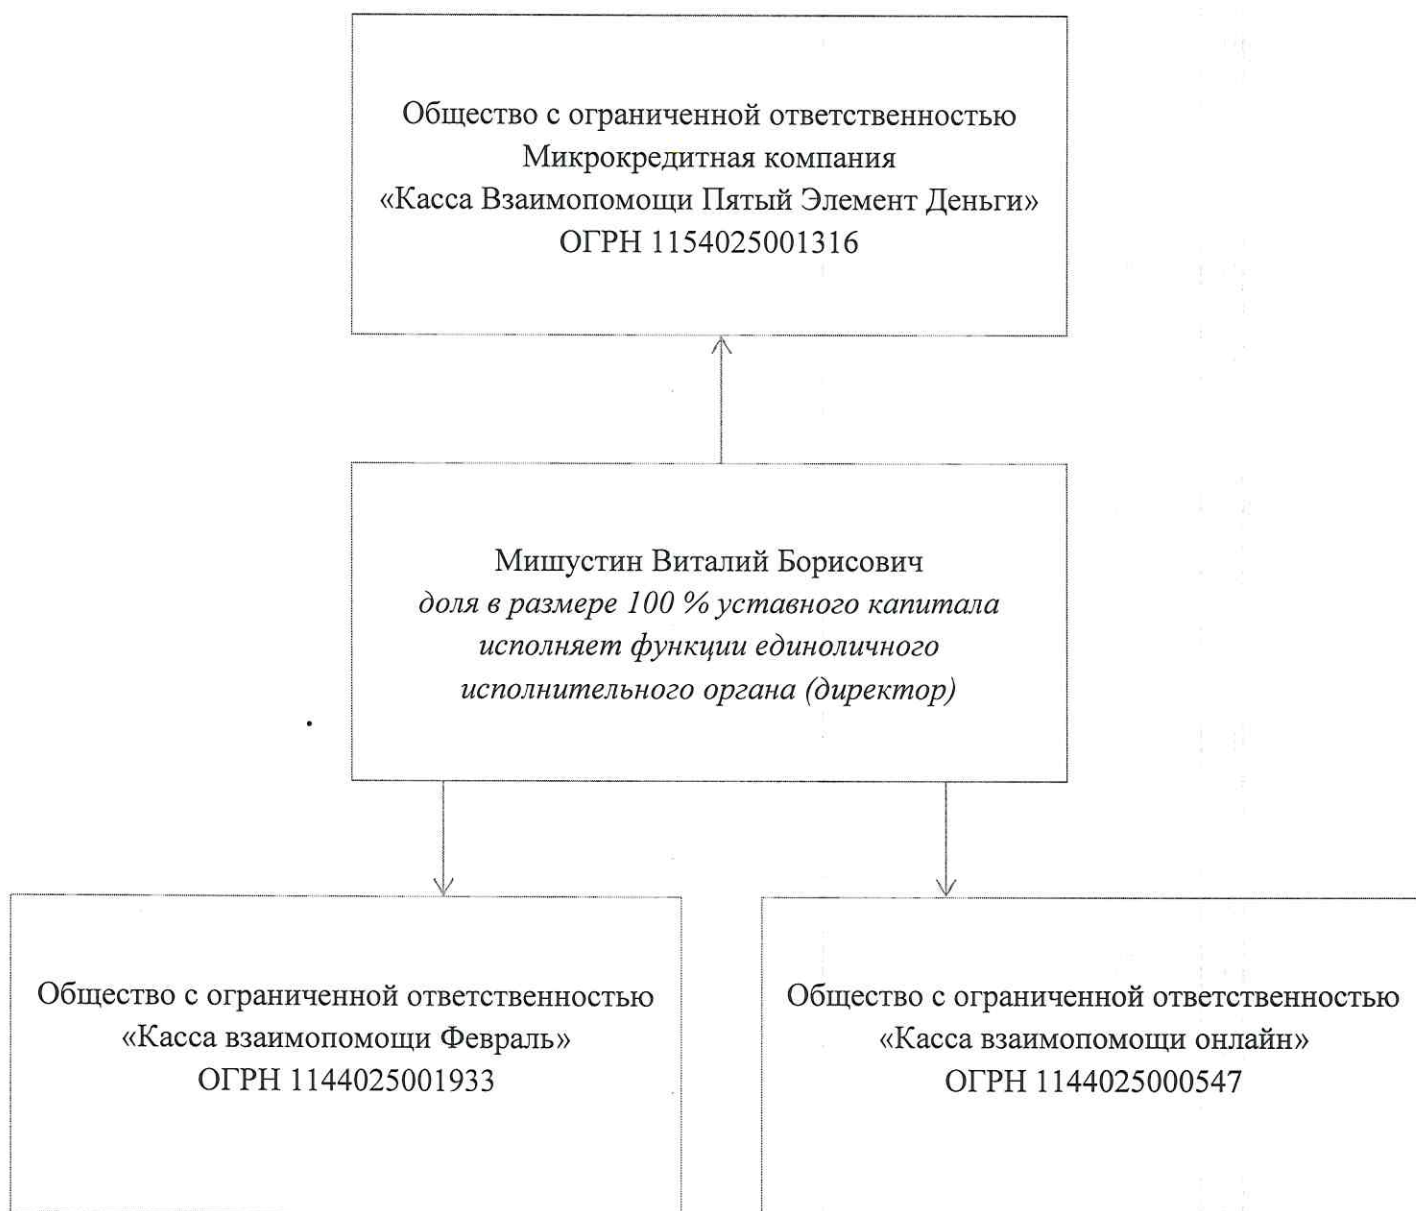 Общество с ограниченной ответственностью
Микрокредитная компания
«Касса Взаимопомощи Пятый Элемент Деньги»
ОГРН 1154025001316
Мишустин Виталий Борисович
доля в размере 100 % уставного капитала
исполняет функции единоличного
исполнительного органа (директор)
Общество с ограниченной ответственностью
«Касса взаимопомощи Февраль»
ОГРН 1144025001933
Общество с ограниченной ответственностью
«Касса взаимопомощи онлайн»
ОГРН 1144025000547